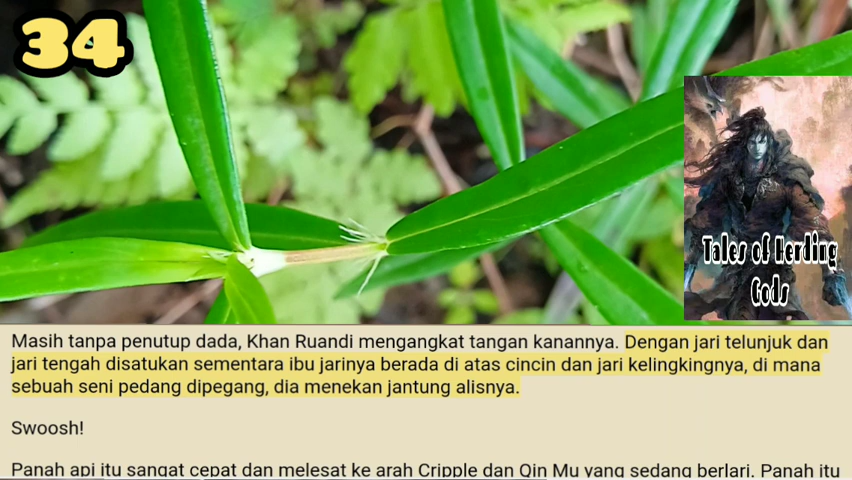 34
Tales of Herding
Gods
Masih tanpa penutup dada, Khan Ruandi mengangkat tangan kanannya. Dengan jari telunjuk dan
jari tengah disatukan sementara ibu jarinya berada di atas cincin dan jari kelingkingnya, di mana
sebuah seni pedang dipegang, dia menekan jantung alisnya.
Swoosh!
Panah api itu sangat cepat dan melesat ke arah Cripple dan Qin Mu yang sedang berlari. Panah itu